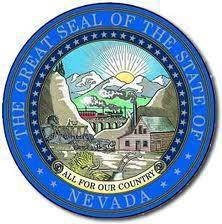 THE GREAT SEAL OF THE STATE OF
NEVADA
ALL FOR OUR COUNTRY